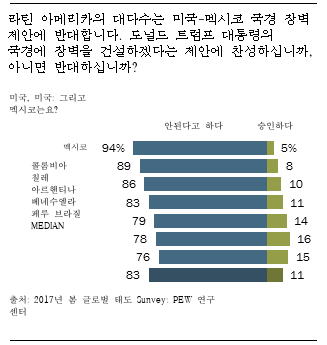 라틴 아메리카의 대다수는 미국-멕시코 국경 장벽
제안에 반대합니다. 도널드 트럼프 대통령의
국경에 장벽을 건설하겠다는 제안에 찬성하십니까,
아니면 반대하십니까?
미국, 미국: 그리고
멕시코는요?
안된다고 하다 승인하다
멕시코 94% 5%
콜롬비아 89 8
칠레 86 10
아르헨티나 83 11
베네수엘라 79 14
페루 브라질 78 16
MEDIAN 76 15
83 11
출처: 2017년 봄 글로벌 태도 Sunvey: PEW 연구
센터